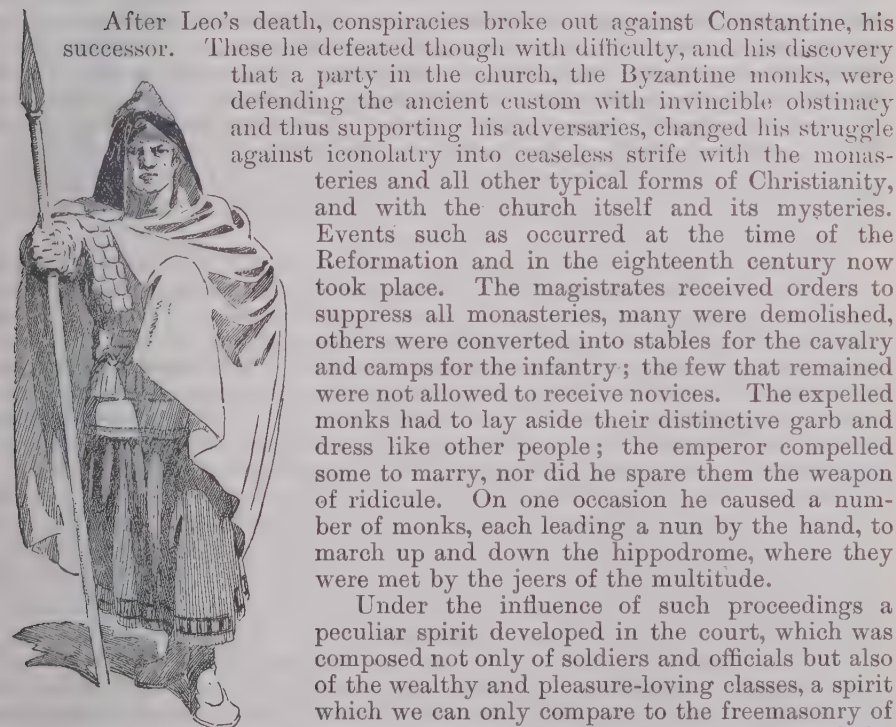 After Leo's death, conspiracies broke out against Constantine, his
successor. These he defeated though with difficulty, and his discovery
that a party in the church, the Byzantine monks, were
defending the ancient custom with invincible obstinacy
and thus supporting his adversaries, changed his struggle
against iconolatry into ceaseless strife with the monas-
teries and all other typical forms of Christianity,
and with the church itself and its mysteries.
Events such as occurred at the time of the
Reformation and in the eighteenth century now
took place. The magistrates received orders to
suppress all monasteries, many were demolished,
others were converted into stables for the cavalry
and camps for the infantry; the few that remained
were not allowed to receive novices. The expelled
monks had to lay aside their distinctive garb and
dress like other people; the emperor compelled
some to marry, nor did he spare them the weapon
of ridicule. On one occasion he caused a num-
ber of monks, each leading a nun by the hand, to
march up and down the hippodrome, where they
were met by the jeers of the multitude.
Under the influence of such proceedings a
peculiar spirit developed in the court, which was
composed not only of soldiers and officials but also
of the wealthy and pleasure-loving classes, a spirit
which we can only compare to the freemasonry of